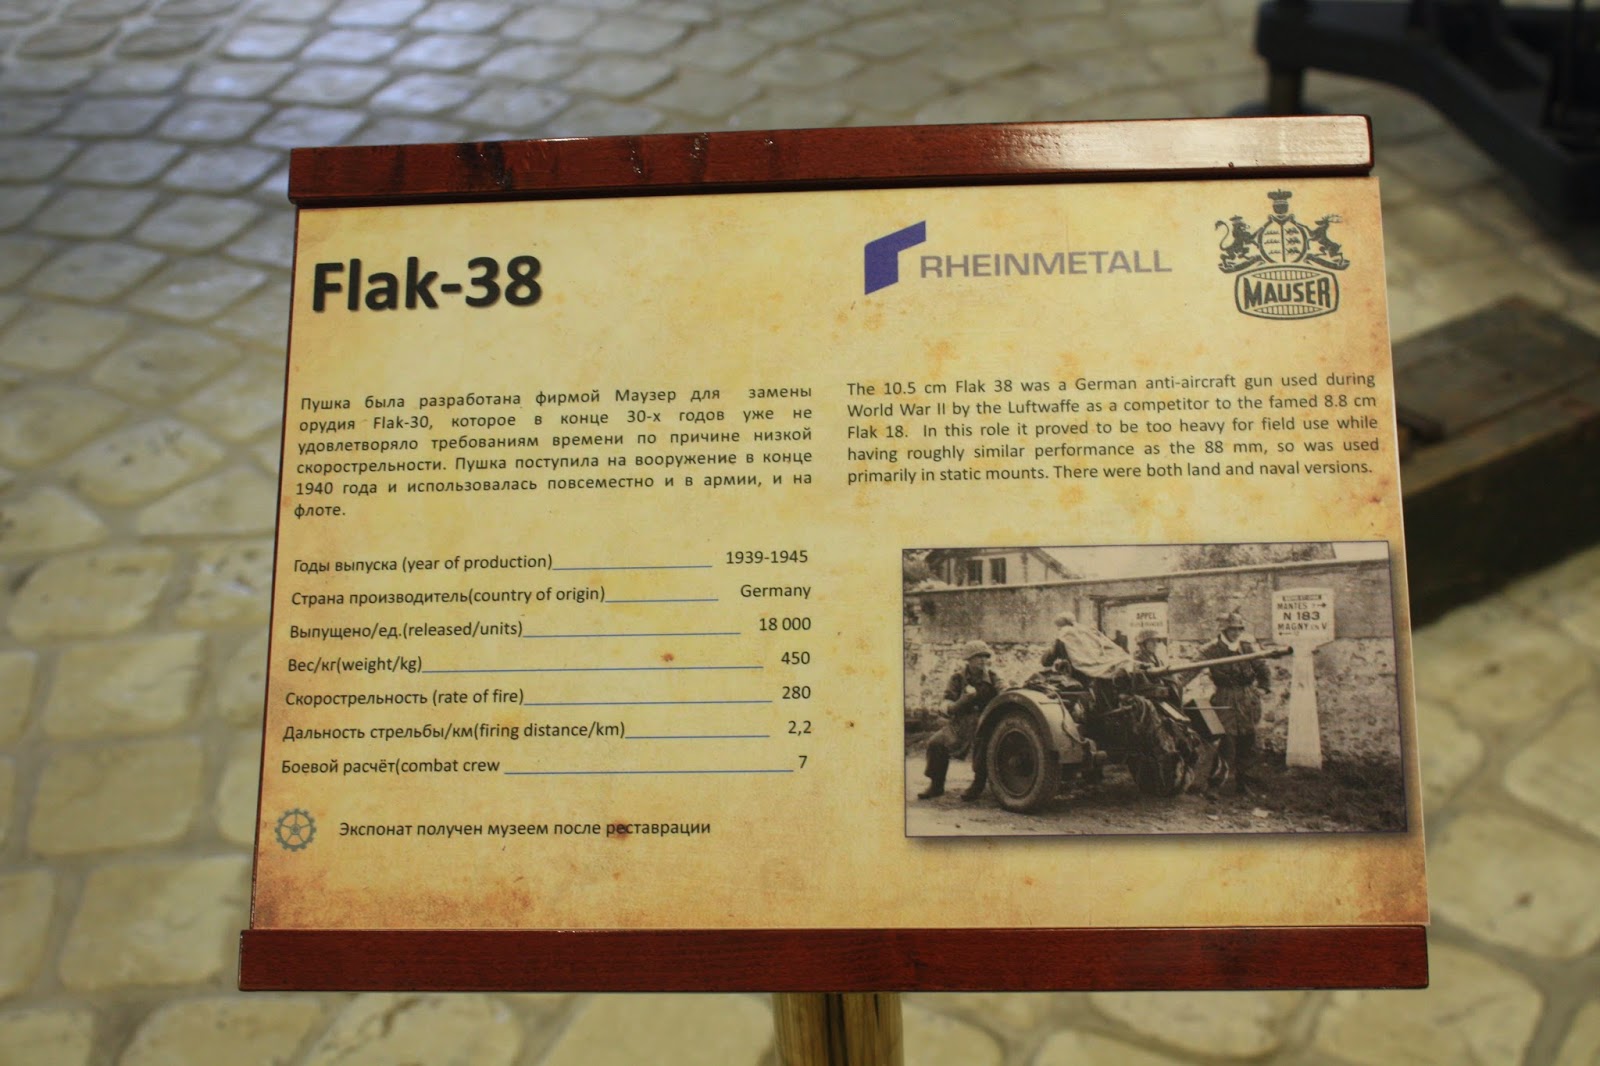 Flak-38
RHEINMETALL
MAUSER
Пушка была разработана фирмой Маузер для замены
орудия Flak-30, которое в конце 30-х годов уже не
удовлетворяло требованиям времени по причине низкой
скорострельности. Пушка поступила на вооружение в конце
1940 года и использовалась повсеместно и в армии, и на
флоте.
The 10.5 cm Flak 38 was a German anti-aircraft gun used during
World War II by the Luftwaffe as a competitor to the famed 8.8 cm
Flak 18. In this role it proved to be too heavy for field use while
having roughly similar performance as the 88 mm, so was used
primarily in static mounts. There were both land and naval versions.
Годы выпуска (year of production) 1939-1945
Страна производитель(country of origin) Germany
Выпущено/ед.(released/units) 18 000
Вес/кг(weight/kg) 450
Скорострельность (rate of fire) 280
Дальность стрельбы/км(firing distance/km) 2,2
Боевой расчёт(combat crew 7
Экспонат получен музеем после реставрации
APPEL
MANTES
N 183
MAGNY EN V.